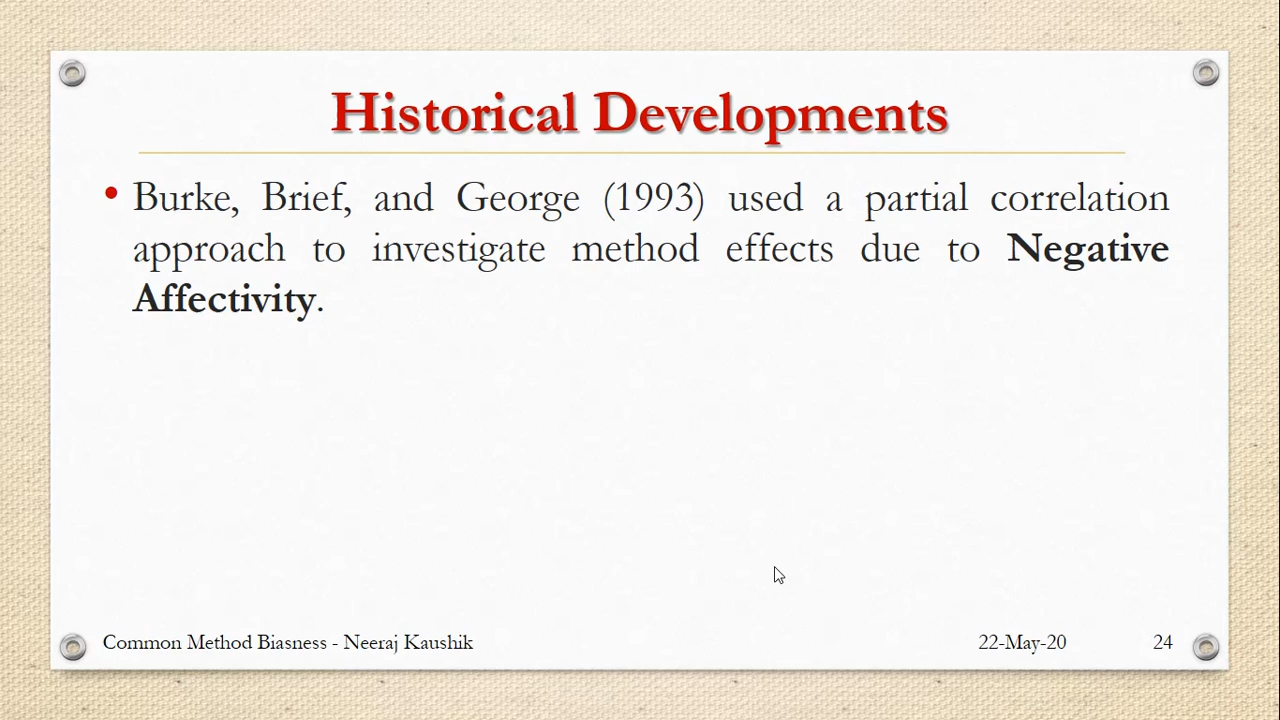 Historical Developments
• Burke, Brief, and George (1993) used a partial correlation
approach to investigate method effects due to Negative
Affectivity.
Common Method Biasness - Neeraj Kaushik
22-May-20
24